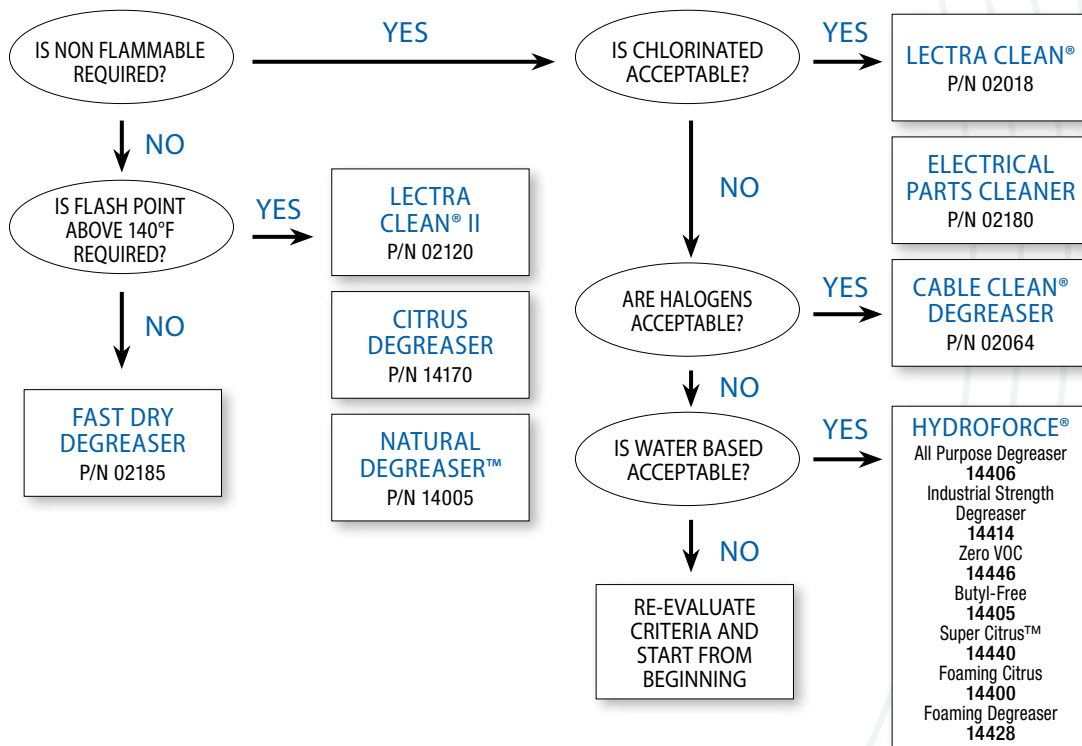 IS NON FLAMMABLE
REQUIRED?
YES
IS CHLORINATED
ACCEPTABLE?
YES
LECTRA CLEAN®
P/N 02018
NO
NO
ELECTRICAL
PARTS CLEANER
P/N 02180
IS FLASH POINT
ABOVE 140°F
REQUIRED?
YES
LECTRA
CLEAN® II
P/N 02120
CITRUS
DEGREASER
P/N 14170
NATURAL
DEGREASER™
P/N 14005
NO
FAST DRY
DEGREASER
P/N 02185
ARE HALOGENS
ACCEPTABLE?
YES
CABLE CLEAN®
DEGREASER
P/N 02064
NO
IS WATER BASED
ACCEPTABLE?
YES
HYDROFORCE®
All Purpose Degreaser
14406
Industrial Strength
Degreaser
14414
Zero VOC
14446
Butyl-Free
14405
Super Citrus™
14440
Foaming Citrus
14400
Foaming Degreaser
14428
NO
RE-EVALUATE
CRITERIA AND
START FROM
BEGINNING